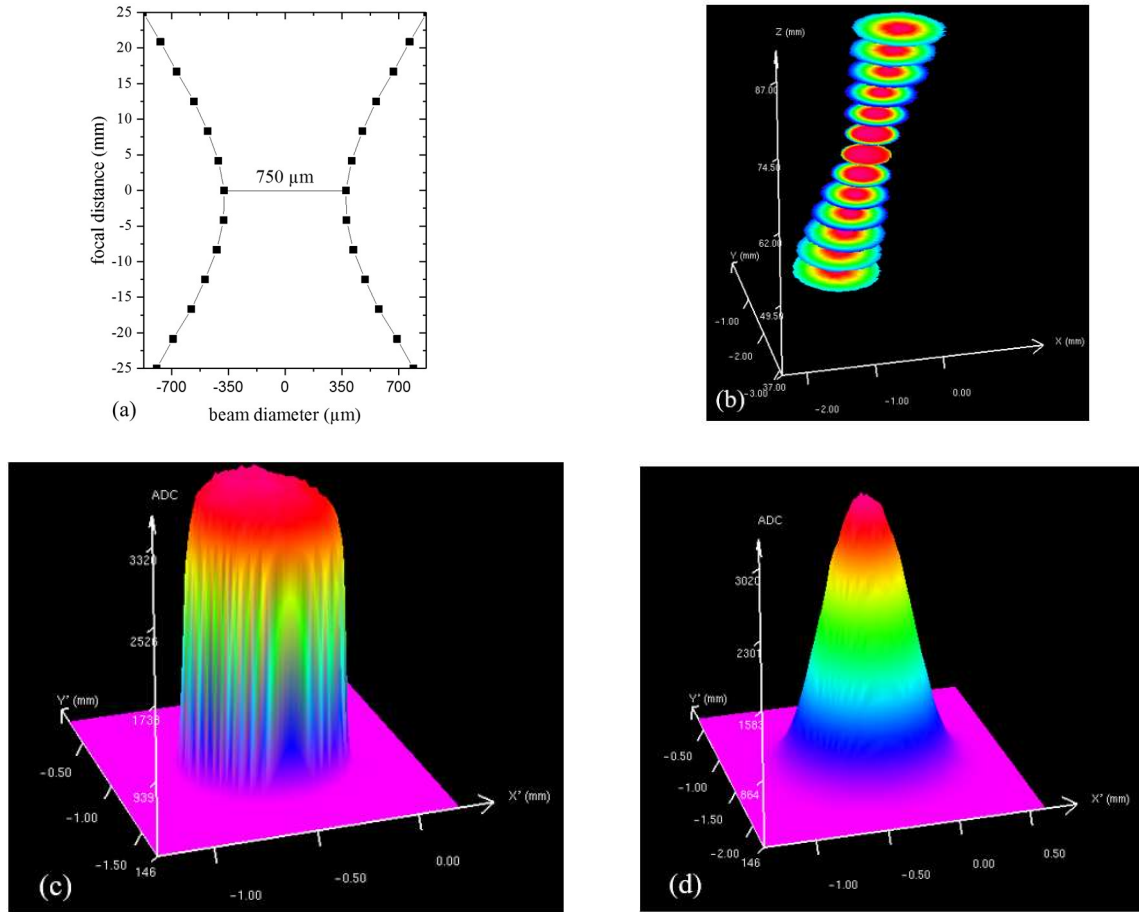 25
20
15
10
5
0
-5
-10
-15
-20
-25
focal distance (mm)
750 µm
-700 -350 0 350 700
(a)
beam diameter (µm)
Z (mm)
87.00
74.50
62.00
49.50
37.00
Y (mm)
-1.00
-2.00
-3.00
X (mm)
-2.00 -1.00 0.00
(b)
ADC
3320
2526
939
146
Y' (mm)
-0.50
-1.00
-1.50
X' (mm)
-1.00 -0.50 0.00
(c)
ADC
3020
2301
1583
864
146
Y' (mm)
-0.50
-1.00
-1.50
-2.00
X' (mm)
-1.00 -0.50 0.00 0.50
(d)